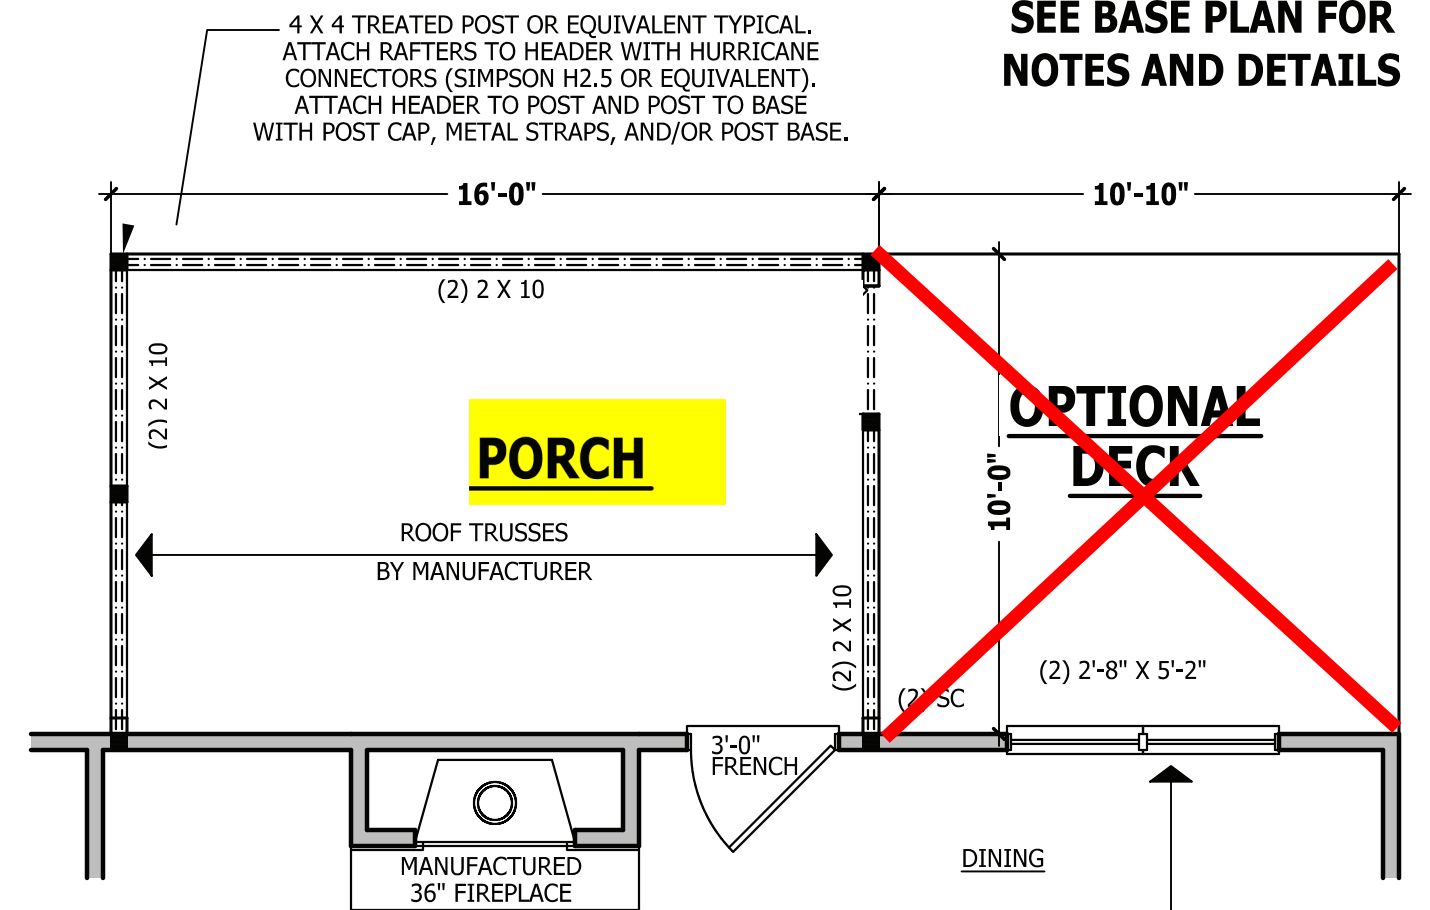 4 X 4 TREATED POST OR EQUIVALENT TYPICAL.
ATTACH RAFTERS TO HEADER WITH HURRICANE
CONNECTORS (SIMPSON H2.5 OR EQUIVALENT).
ATTACH HEADER TO POST AND POST TO BASE
WITH POST CAP, METAL STRAPS, AND/OR POST BASE.
SEE BASE PLAN FOR
NOTES AND DETAILS
16'-0"
10'-10"
(2) 2 X 10
(2) 2 X 10
PORCH
OPTIONAL
DECK
10'-0"
ROOF TRUSSES
BY MANUFACTURER
(2) 2 X 10
(2) SC
(2) 2'-8" X 5'-2"
3'-0"
FRENCH
DINING
MANUFACTURED
36" FIREPLACE